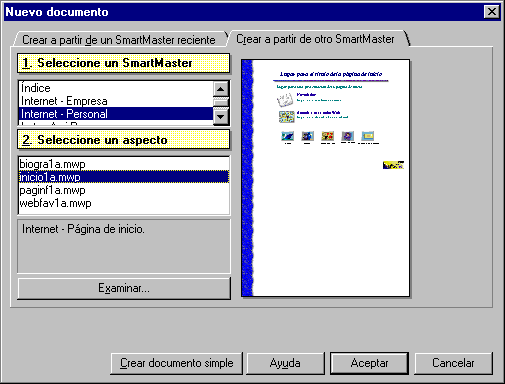 Nuevo documento
Crear a partir de un SmartMaster reciente
Crear a partir de otro SmartMaster
1. Seleccione un SmartMaster
Índice
Internet - Empresa
Internet - Personal
2. Seleccione un aspecto
biogra1a.mwp
inicio1a.mwp
paginf1a.mwp
webfav1a.mwp
Internet - Página de inicio.
Examinar...
Lugar para el título de la página de inicio
Crear documento simple
Ayuda
Aceptar
Cancelar